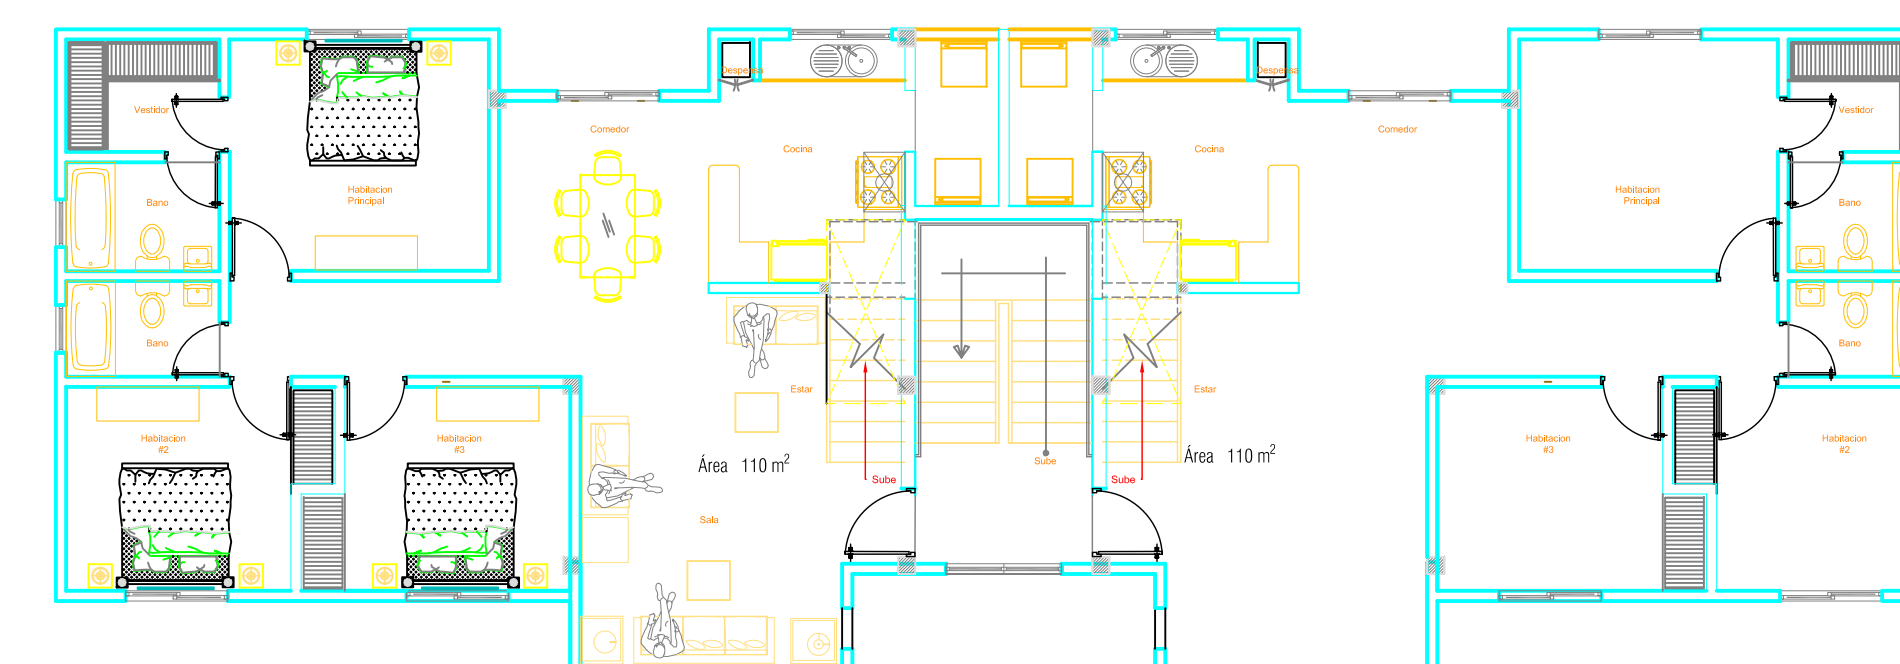 Despensa
Despensa
Vestidor
Vestidor
Comedor
Comedor
Cocina
Cocina
Habitacion
Principal
Habitacion
Principal
Bano
Bano
Bano
Bano
Estar
Estar
Habitacion
#2
Habitacion
#3
Habitacion
#3
Habitacion
#2
Área 110 m²
Área 110 m²
Sube
Sube
Sube
Sala